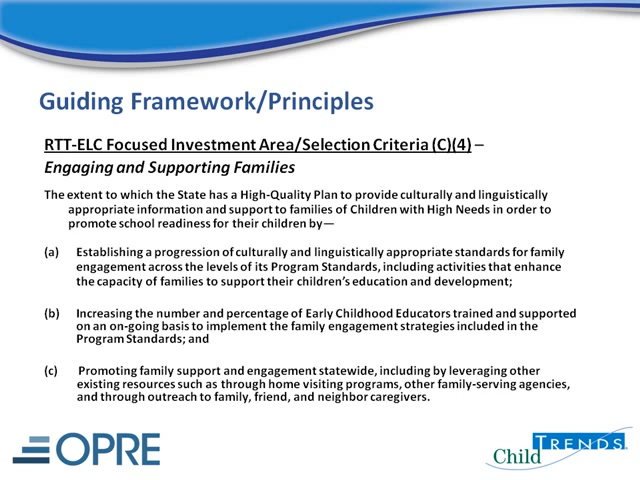 Guiding Framework/Principles
RTT-ELC Focused Investment Area/Selection Criteria (C)(4) –
Engaging and Supporting Families
The extent to which the State has a High-Quality Plan to provide culturally and linguistically
appropriate information and support to families of Children with High Needs in order to
promote school readiness for their children by—
(a) Establishing a progression of culturally and linguistically appropriate standards for family
engagement across the levels of its Program Standards, including activities that enhance
the capacity of families to support their children's education and development;
(b) Increasing the number and percentage of Early Childhood Educators trained and supported
on an on-going basis to implement the family engagement strategies included in the
Program Standards; and
(c) Promoting family support and engagement statewide, including by leveraging other
existing resources such as through home visiting programs, other family-serving agencies,
and through outreach to family, friend, and neighbor caregivers.
OPRE
Child TRENDS®